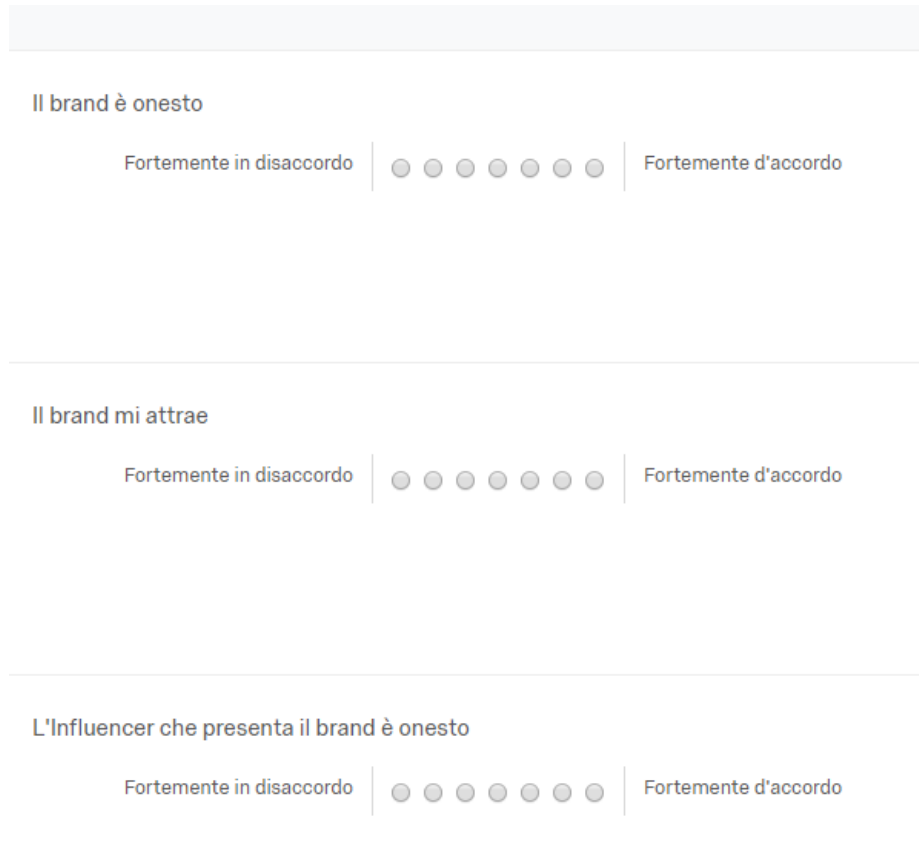 Il brand è onesto
Fortemente in disaccordo Fortemente d'accordo
Il brand mi attrae
Fortemente in disaccordo Fortemente d'accordo
L'Influencer che presenta il brand è onesto
Fortemente in disaccordo Fortemente d'accordo